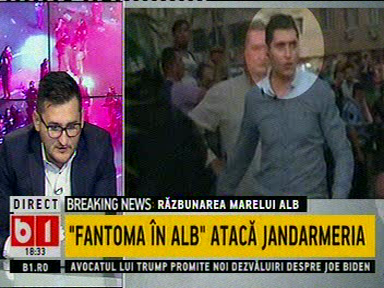 DIRECT
BREAKING NEWS
RĂZBUNAREA MARELUI ALB
b1
18:33
"FANTOMA ÎN ALB" ATACĂ JANDARMERIA
B1.RO
AVOCATUL LUI TRUMP PROMITE NOI DEZVĂLUIRI DESPRE JOE BIDEN